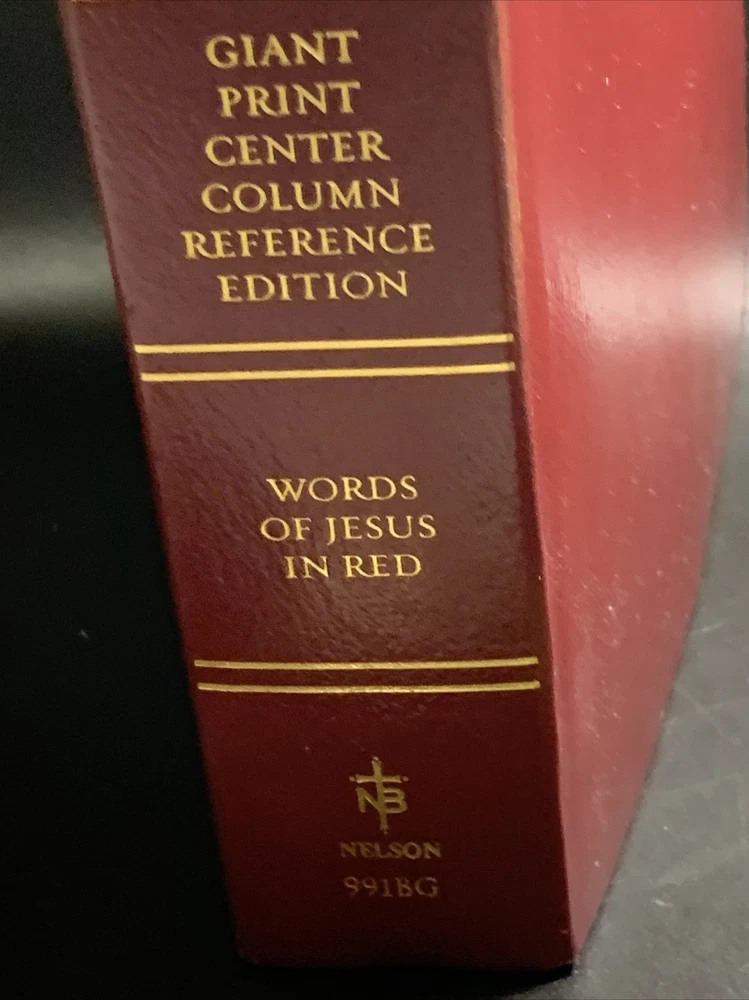 GIANT
PRINT
CENTER
COLUMN
REFERENCE
EDITION
WORDS
OF JESUS
IN RED
NB
NELSON
991BG